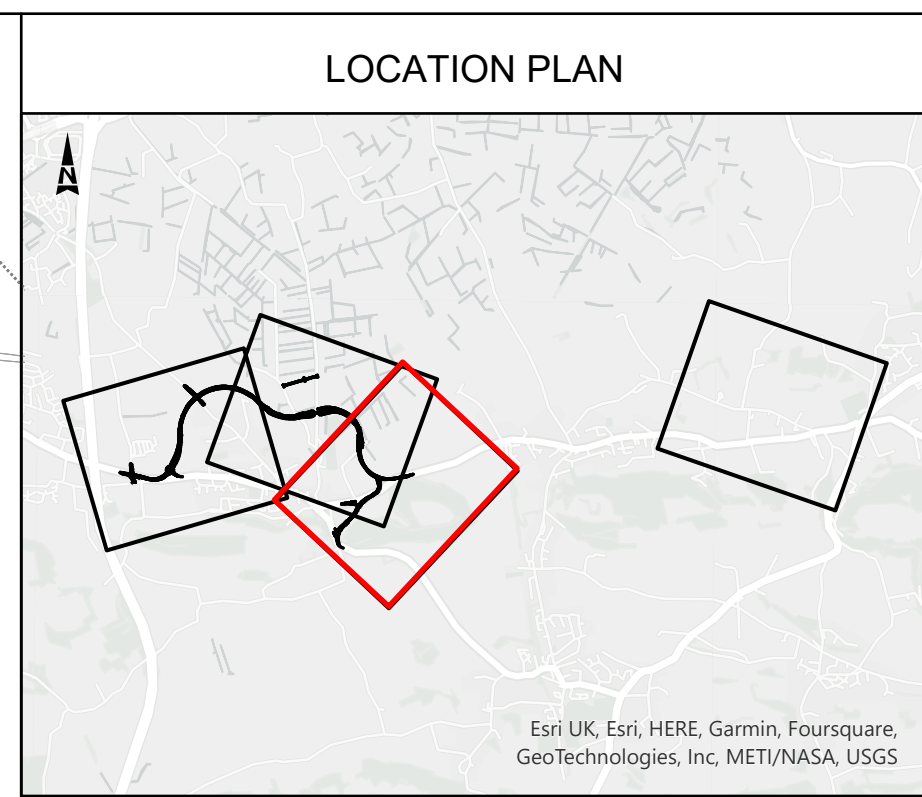 LOCATION PLAN
N
Esri UK, Esri, HERE, Garmin, Foursquare,
GeoTechnologies, Inc, METI/NASA, USGS